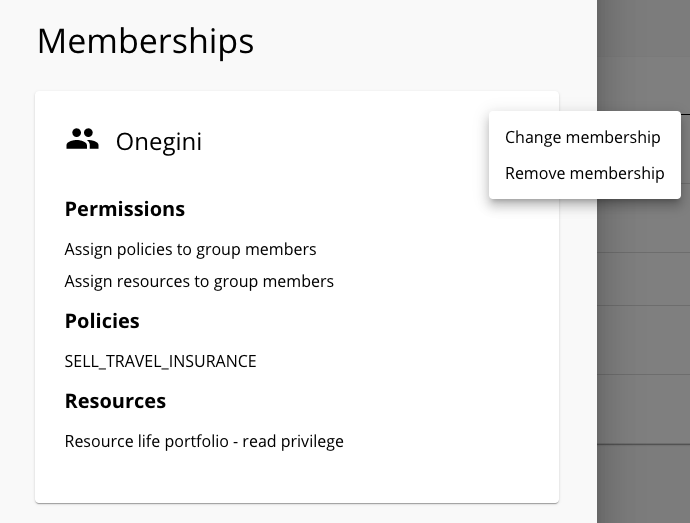 Memberships
Onegini
Change membership
Remove membership
Permissions
Assign policies to group members
Assign resources to group members
Policies
SELL_TRAVEL_INSURANCE
Resources
Resource life portfolio - read privilege